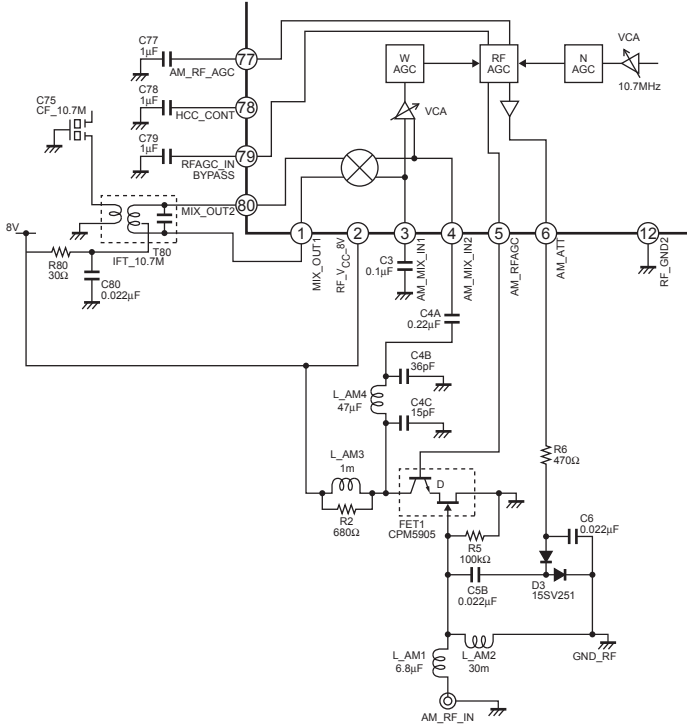 C77
1µF
77
AM_RF_AGC
C78
1µF
78
HCC_CONT
C75
CF_10.7M
C79
1µF
79
RFAGC_IN
BYPASS
80
MIX_OUT2
W
AGC
RF
AGC
N
AGC
VCA
10.7MHz
VCA
8V
R80
30Ω
T80
IFT_10.7M
C80
0.022µF
1
2
3
4
5
6
12
MIX_OUT1
RF_VCC_8V
C3
0.1µF
AM_MIX_IN1
AM_MIX_IN2
AM_RFAGC
AM_ATT
RF_GND2
C4A
0.22µF
C4B
36pF
L_AM4
47µF
C4C
15pF
L_AM3
1m
R2
680Ω
D
FET1
CPM5905
R6
470Ω
C6
0.022µF
R5
100kΩ
C5B
0.022µF
D3
15SV251
L_AM1
6.8µF
L_AM2
30m
GND_RF
AM_RF_IN